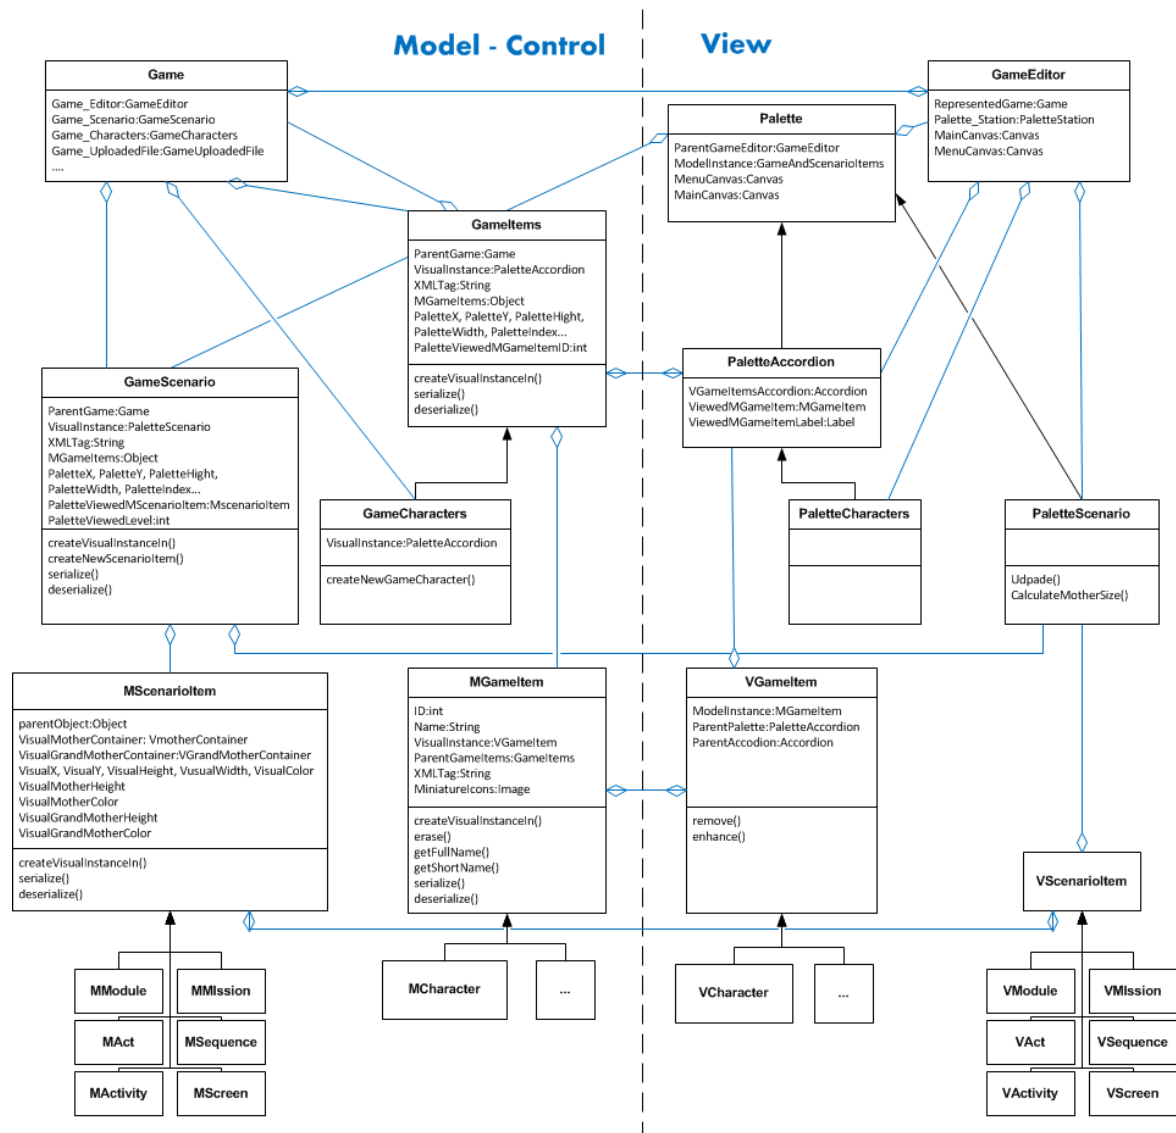 Model - Control
View
Game
Game_Editor:GameEditor
Game_Scenario:GameScenario
Game_Characters:GameCharacters
Game_UploadedFile:GameUploadedFile
....
GameEditor
RepresentedGame:Game
Palette_Station:PaletteStation
MainCanvas:Canvas
MenuCanvas:Canvas
Palette
ParentGameEditor:GameEditor
ModelInstance:GameAndScenarioItems
MenuCanvas:Canvas
MainCanvas:Canvas
GameItems
ParentGame:Game
VisualInstance:PaletteAccordion
XMLTag:String
MGameItems:Object
PaletteX, PaletteY, PaletteHight,
PaletteWidth, PaletteIndex...
PaletteViewedMGameItemID:int
createVisualInstanceIn()
serialize()
deserialize()
PaletteAccordion
VGameItemsAccordion:Accordion
ViewedMGameItem:MGameItem
ViewedMGameItemLabel:Label
GameScenario
ParentGame:Game
VisualInstance:PaletteScenario
XMLTag:String
MGameItems:Object
PaletteX, PaletteY, PaletteHight,
PaletteWidth, PaletteIndex...
PaletteViewedMScenarioItem:MscenarioItem
PaletteViewedLevel:int
createVisualInstanceIn()
createNewScenarioItem()
serialize()
deserialize()
GameCharacters
VisualInstance:PaletteAccordion
createNewGameCharacter()
PaletteCharacters
PaletteScenario
Udpade()
CalculateMotherSize()
MScenarioItem
parentObject:Object
VisualMotherContainer: VmotherContainer
VisualGrandMotherContainer:VGrandMotherContainer
VisualX, VisualY, VisualHeight, VusualWidth, VisualColor
VisualMotherHeight
VisualMotherColor
VisualGrandMotherHeight
VisualGrandMotherColor
createVisualInstanceIn()
serialize()
deserialize()
MGameItem
ID:int
Name:String
VisualInstance:VGameItem
ParentGameItems:GameItems
XMLTag:String
MiniatureIcons:Image
createVisualInstanceIn()
erase()
getFullName()
getShortName()
serialize()
deserialize()
VGameItem
ModelInstance:MGameItem
ParentPalette:PaletteAccordion
ParentAccodion:Accordion
remove()
enhance()
VScenarioItem
MModule
MMIssion
MAct
MSequence
MActivity
MScreen
MCharacter
...
VCharacter
...
VModule
VMIssion
VAct
VSequence
VActivity
VScreen